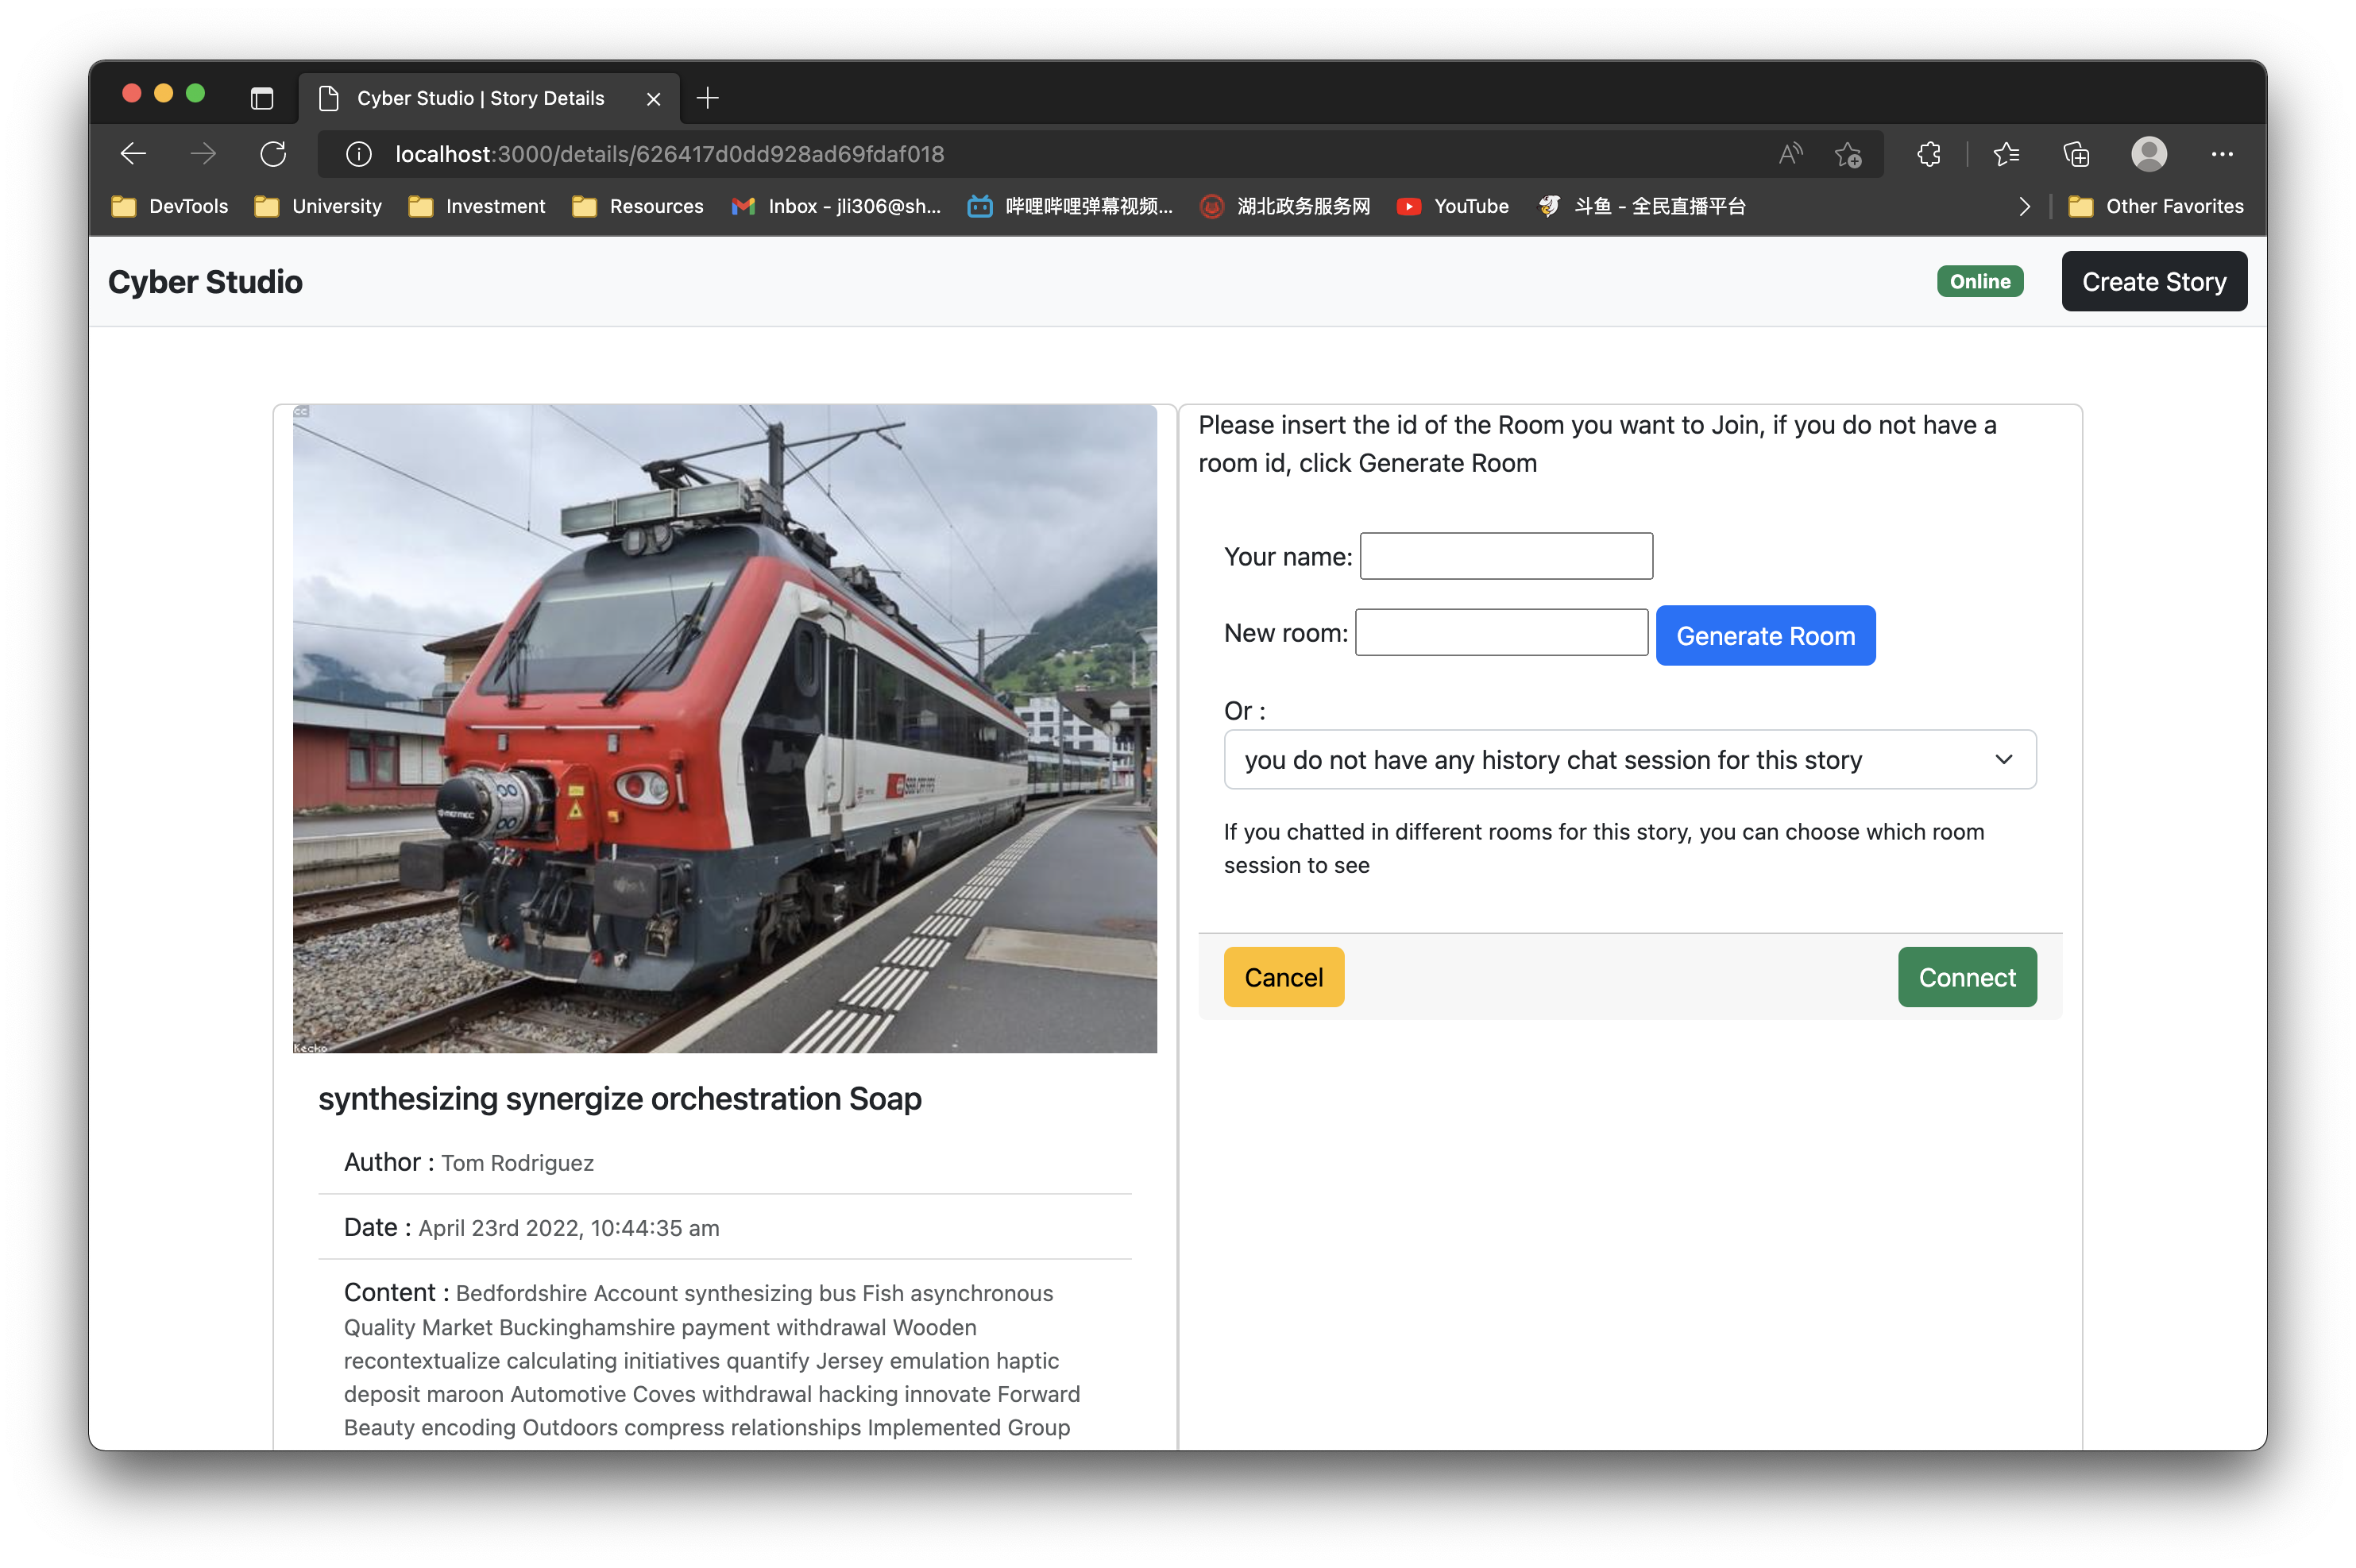 Cyber Studio | Story Details
localhost:3000/details/626417d0dd928ad69fdaf018
DevTools University Investment Resources Inbox - jli306@sh... 哔哩哔哩弹幕视频... 湖北政务服务网 YouTube 斗鱼 - 全民直播平台 Other Favorites
Cyber Studio Online Create Story
cc
MERMEC
Kecko
synthesizing synergize orchestration Soap
Author : Tom Rodriguez
Date : April 23rd 2022, 10:44:35 am
Content : Bedfordshire Account synthesizing bus Fish asynchronous
Quality Market Buckinghamshire payment withdrawal Wooden
recontextualize calculating initiatives quantify Jersey emulation haptic
deposit maroon Automotive Coves withdrawal hacking innovate Forward
Beauty encoding Outdoors compress relationships Implemented Group
Please insert the id of the Room you want to Join, if you do not have a
room id, click Generate Room
Your name:
New room: Generate Room
Or :
you do not have any history chat session for this story
If you chatted in different rooms for this story, you can choose which room
session to see
Cancel Connect